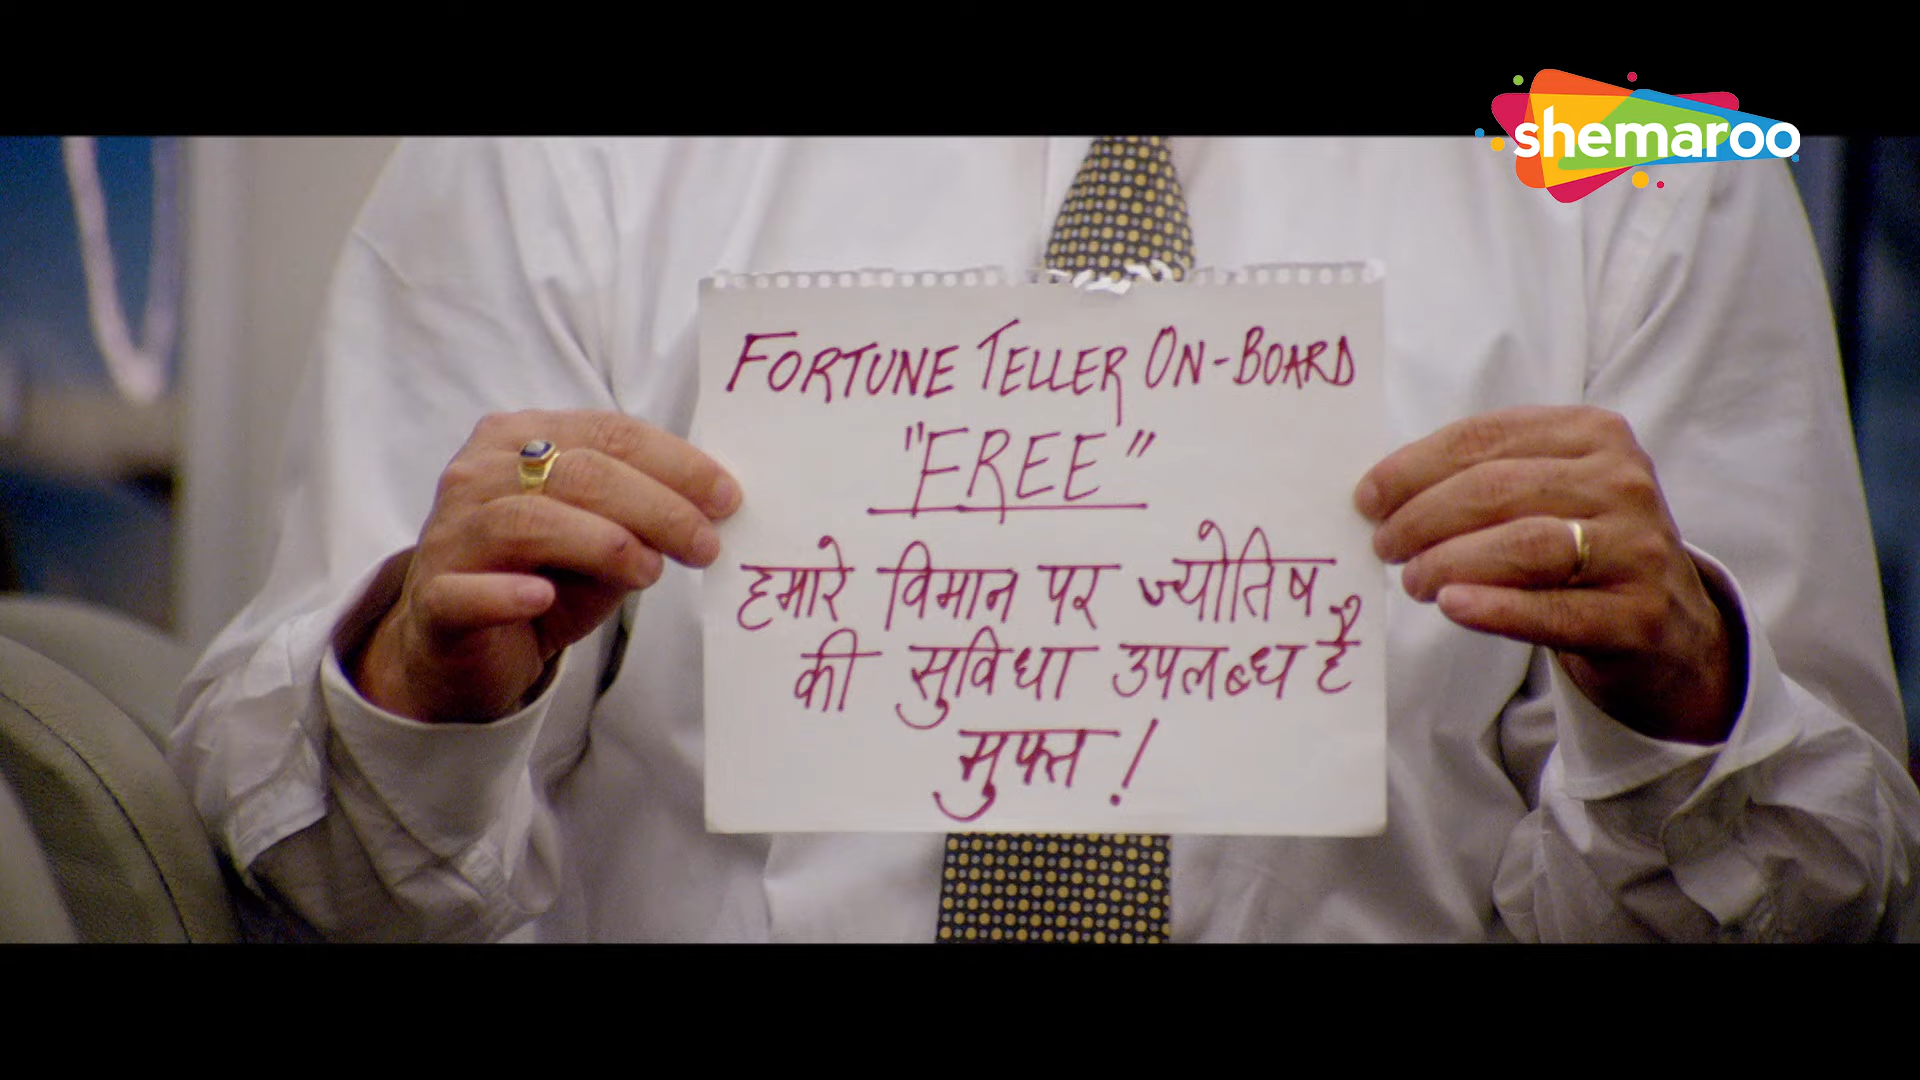 shemaroo
FORTUNE TELLER ON-BOARD
"FREE"
हमारे विमान पर ज्योतिष
की सुविधा उपलब्ध है
मुफ्त!